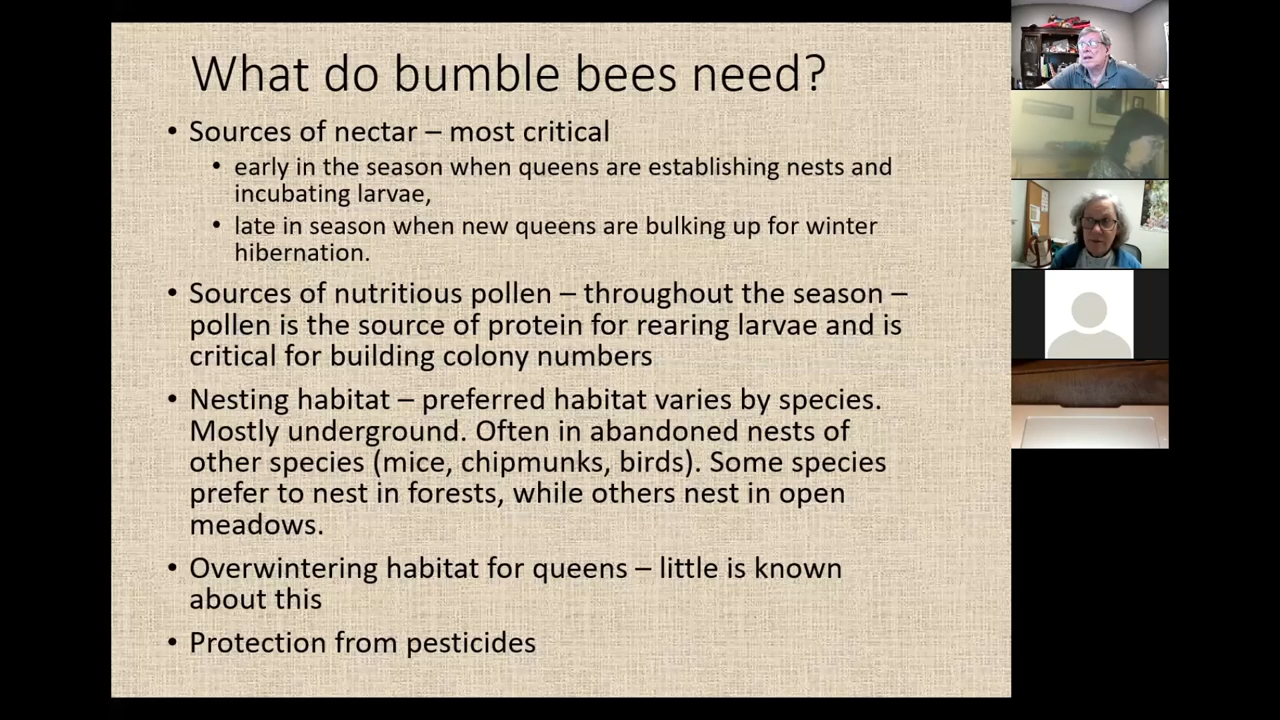 What do bumble bees need?
• Sources of nectar – most critical
• early in the season when queens are establishing nests and
incubating larvae,
• late in season when new queens are bulking up for winter
hibernation.
• Sources of nutritious pollen – throughout the season –
pollen is the source of protein for rearing larvae and is
critical for building colony numbers
• Nesting habitat – preferred habitat varies by species.
Mostly underground. Often in abandoned nests of
other species (mice, chipmunks, birds). Some species
prefer to nest in forests, while others nest in open
meadows.
• Overwintering habitat for queens – little is known
about this
• Protection from pesticides